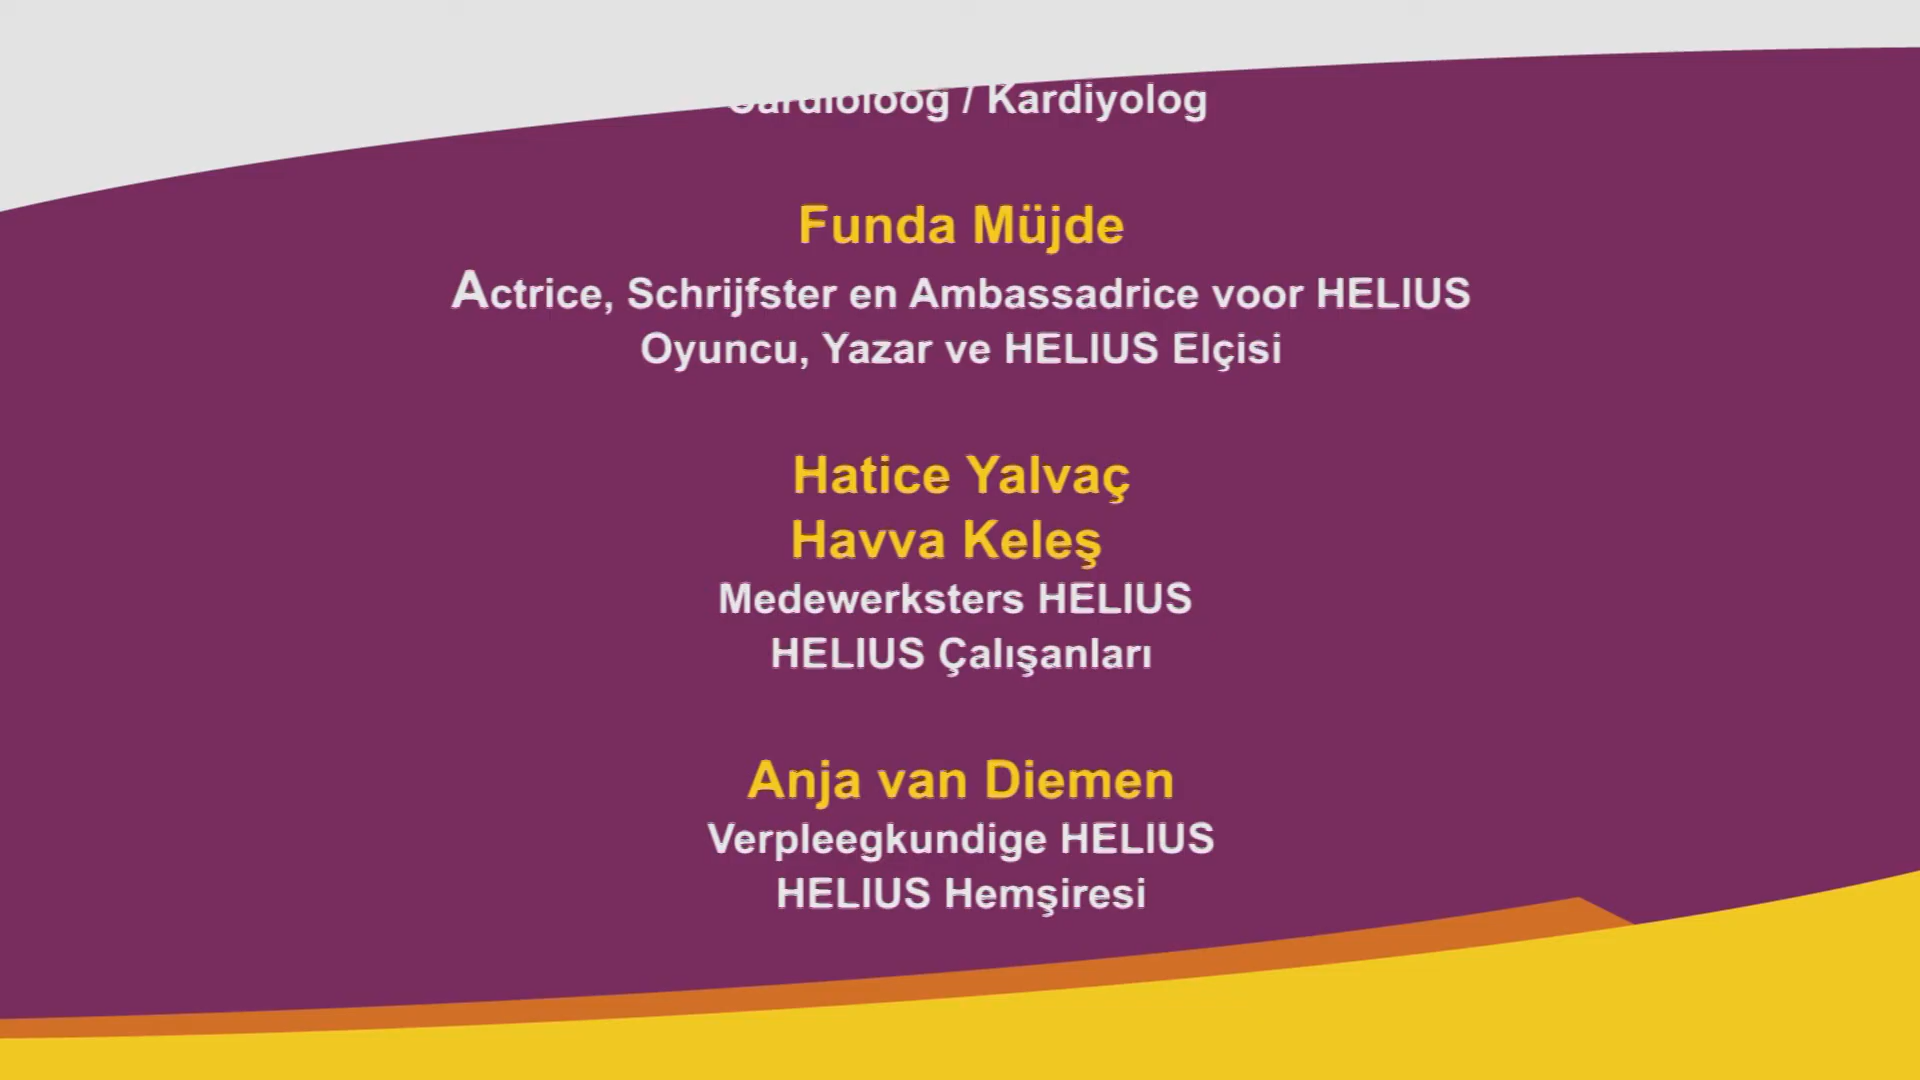 Cardioloog / Kardiyolog
Funda Müjde
Actrice, Schrijfster en Ambassadrice voor HELIUS
Oyuncu, Yazar ve HELIUS Elçisi
Hatice Yalvaç
Havva Keleş
Medewerksters HELIUS
HELIUS Çalışanları
Anja van Diemen
Verpleegkundige HELIUS
HELIUS Hemşiresi